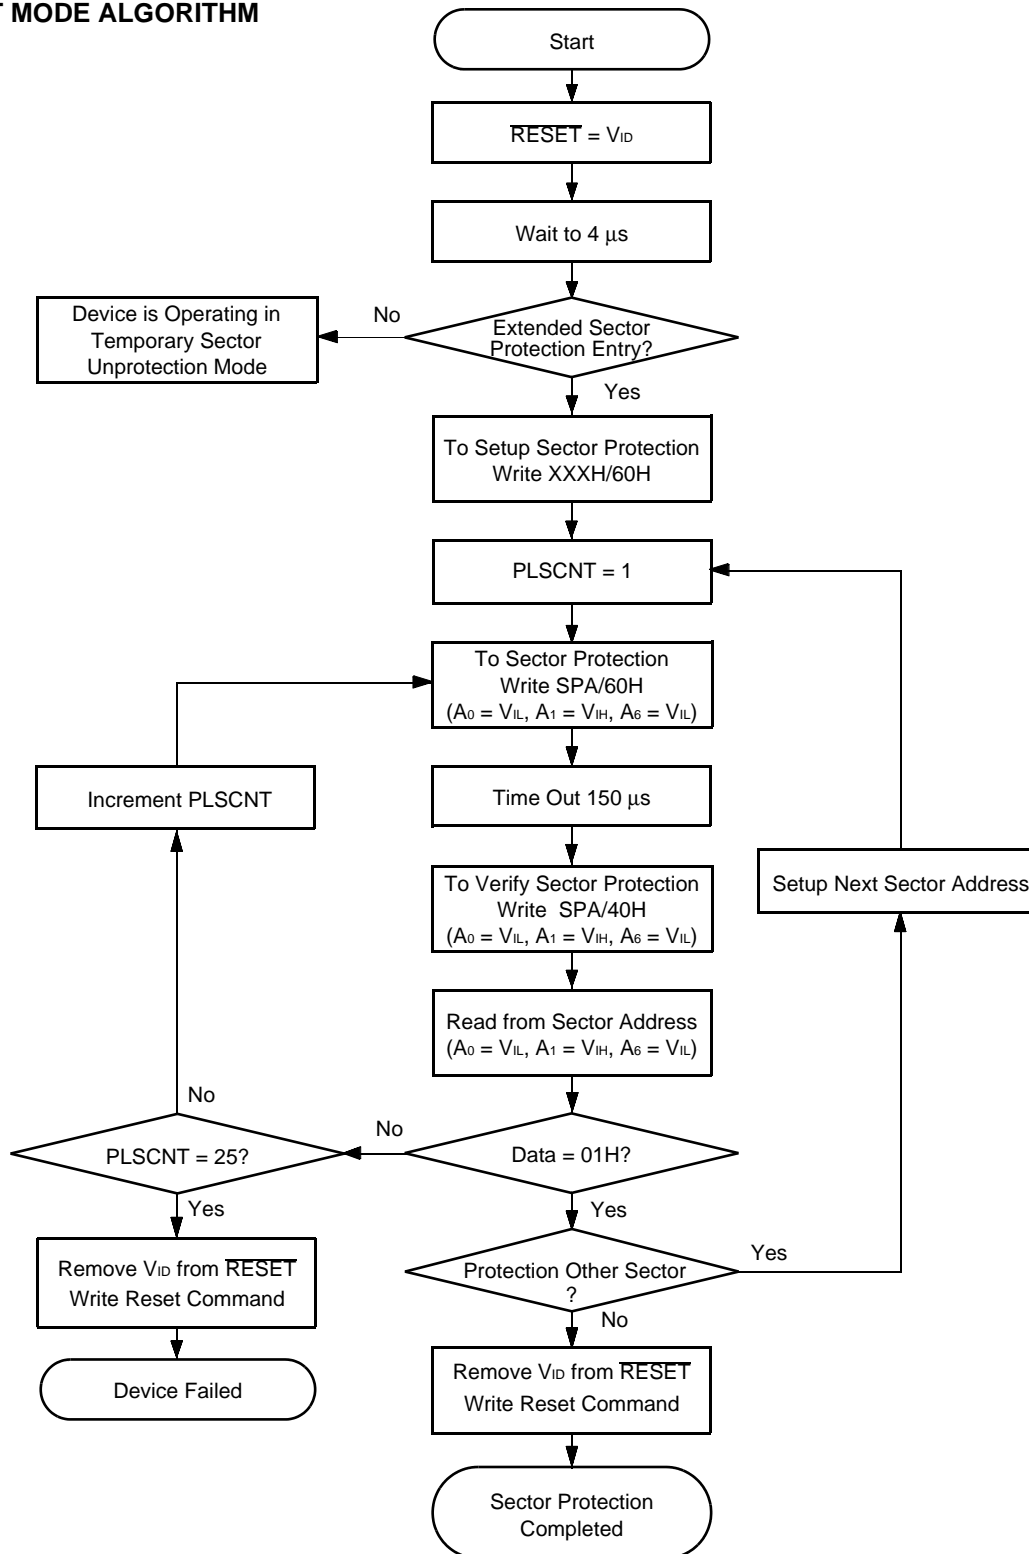 T MODE ALGORITHM
Start
RESET = VID
Wait to 4 μs
Device is Operating in
Temporary Sector
Unprotection Mode
No
Extended Sector
Protection Entry?
Yes
To Setup Sector Protection
Write XXXH/60H
PLSCNT = 1
To Sector Protection
Write SPA/60H
(A0 = VIL, A1 = VIH, A6 = VIL)
Increment PLSCNT
Time Out 150 μs
To Verify Sector Protection
Write SPA/40H
(A0 = VIL, A1 = VIH, A6 = VIL)
Setup Next Sector Address
Read from Sector Address
(A0 = VIL, A1 = VIH, A6 = VIL)
No
PLSCNT = 25?
No
Data = 01H?
Yes
Yes
Remove VID from RESET
Write Reset Command
Protection Other Sector
?
Yes
No
Device Failed
Remove VID from RESET
Write Reset Command
Sector Protection
Completed